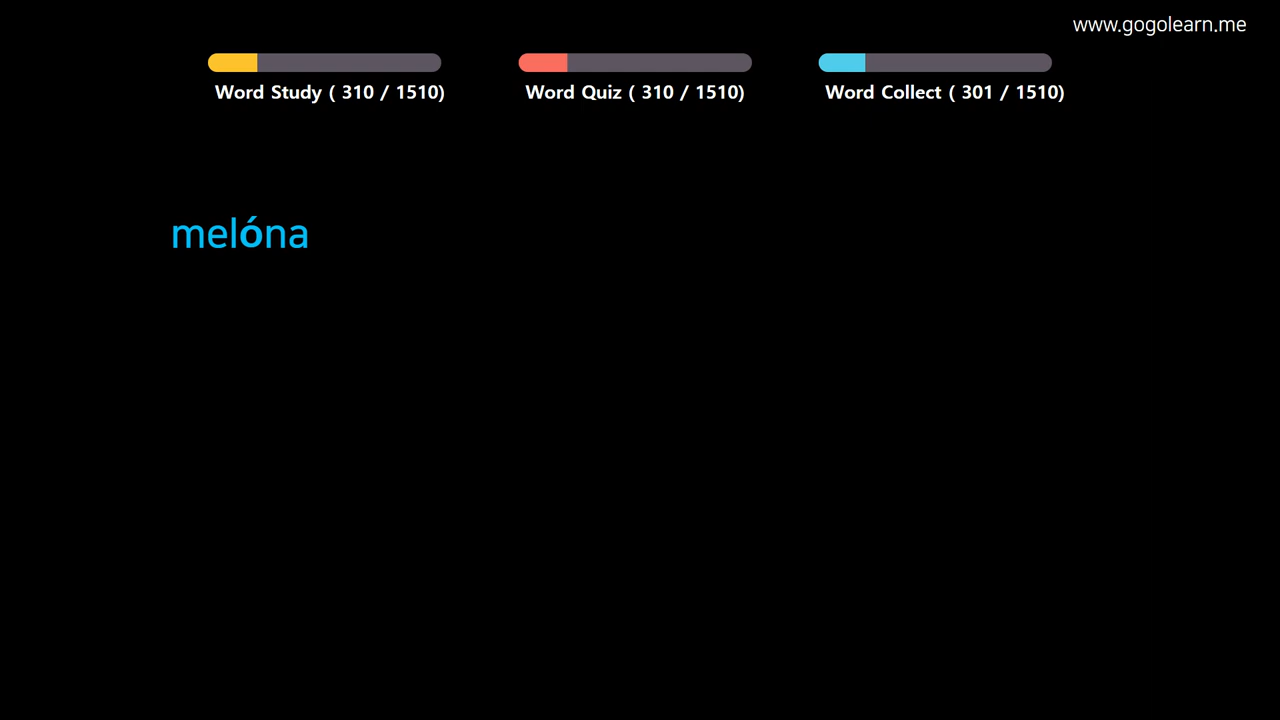 www.gogolearn.me
Word Study ( 310 / 1510)
Word Quiz ( 310 / 1510)
Word Collect ( 301 / 1510)
melóna